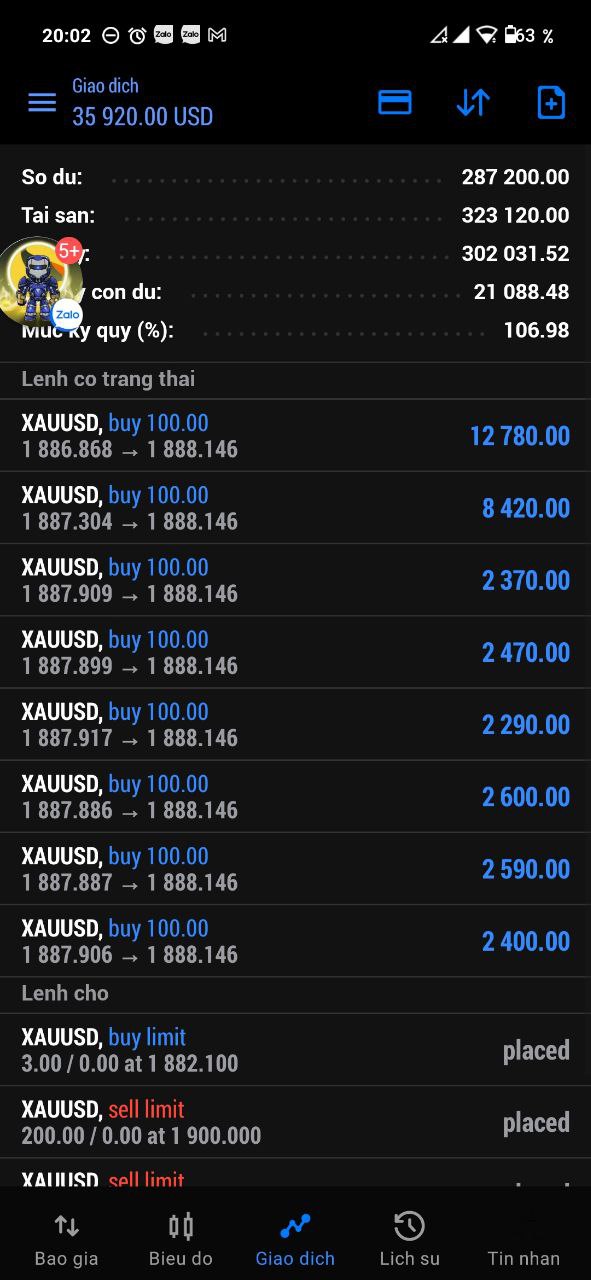 20:02 Zalo Zalo 63 %
Giao dich
35 920.00 USD
So du: 287 200.00
Tai san: 323 120.00
5+ y: 302 031.52
y con du: 21 088.48
Zalo
Muc ky quy (%): 106.98
Lenh co trang thai
XAUUSD, buy 100.00
1 886.868 → 1 888.146 12 780.00
XAUUSD, buy 100.00
1 887.304 → 1 888.146 8 420.00
XAUUSD, buy 100.00
1 887.909 → 1 888.146 2 370.00
XAUUSD, buy 100.00
1 887.899 → 1 888.146 2 470.00
XAUUSD, buy 100.00
1 887.917 → 1 888.146 2 290.00
XAUUSD, buy 100.00
1 887.886 → 1 888.146 2 600.00
XAUUSD, buy 100.00
1 887.887 → 1 888.146 2 590.00
XAUUSD, buy 100.00
1 887.906 → 1 888.146 2 400.00
Lenh cho
XAUUSD, buy limit
3.00 / 0.00 at 1 882.100 placed
XAUUSD, sell limit
200.00 / 0.00 at 1 900.000 placed
XAUUSD, sell limit
Bao gia Bieu do Giao dich Lich su Tin nhan